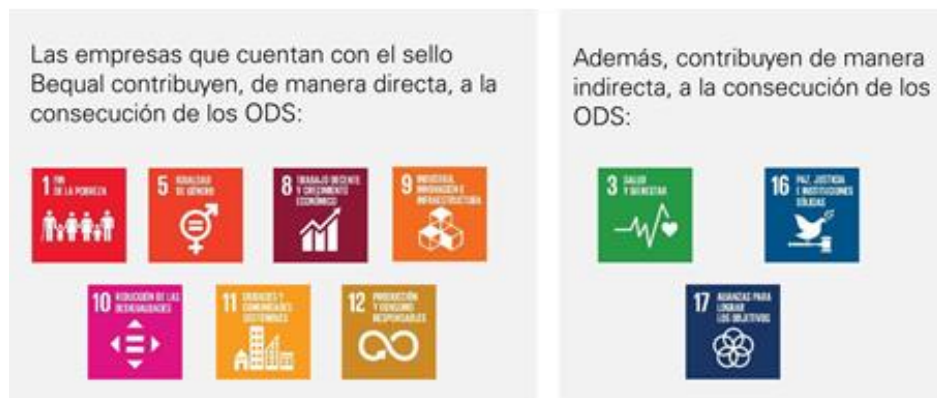 Las empresas que cuentan con el sello
Bequal contribuyen, de manera directa, a la
consecución de los ODS:
1 FIN
DE LA POBREZA
5 IGUALDAD
DE GÉNERO
8 TRABAJO DECENTE
Y CRECIMIENTO
ECONÓMICO
9 INDUSTRIA,
INNOVACIÓN E
INFRAESTRUCTURA
10 REDUCCIÓN DE LAS
DESIGUALDADES
11 CIUDADES Y
COMUNIDADES
SOSTENIBLES
12 PRODUCCIÓN
Y CONSUMO
RESPONSABLES
Además, contribuyen de manera
indirecta, a la consecución de los
ODS:
3 SALUD
Y BIENESTAR
16 PAZ, JUSTICIA
E INSTITUCIONES
SÓLIDAS
17 ALIANZAS PARA
LOGRAR
LOS OBJETIVOS